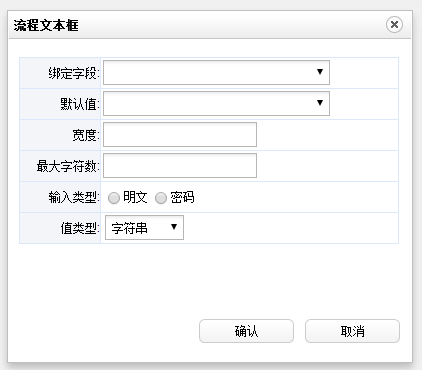 流程文本框
绑定字段:
默认值:
宽度:
最大字符数:
输入类型: 明文 密码
值类型: 字符串
确认 取消